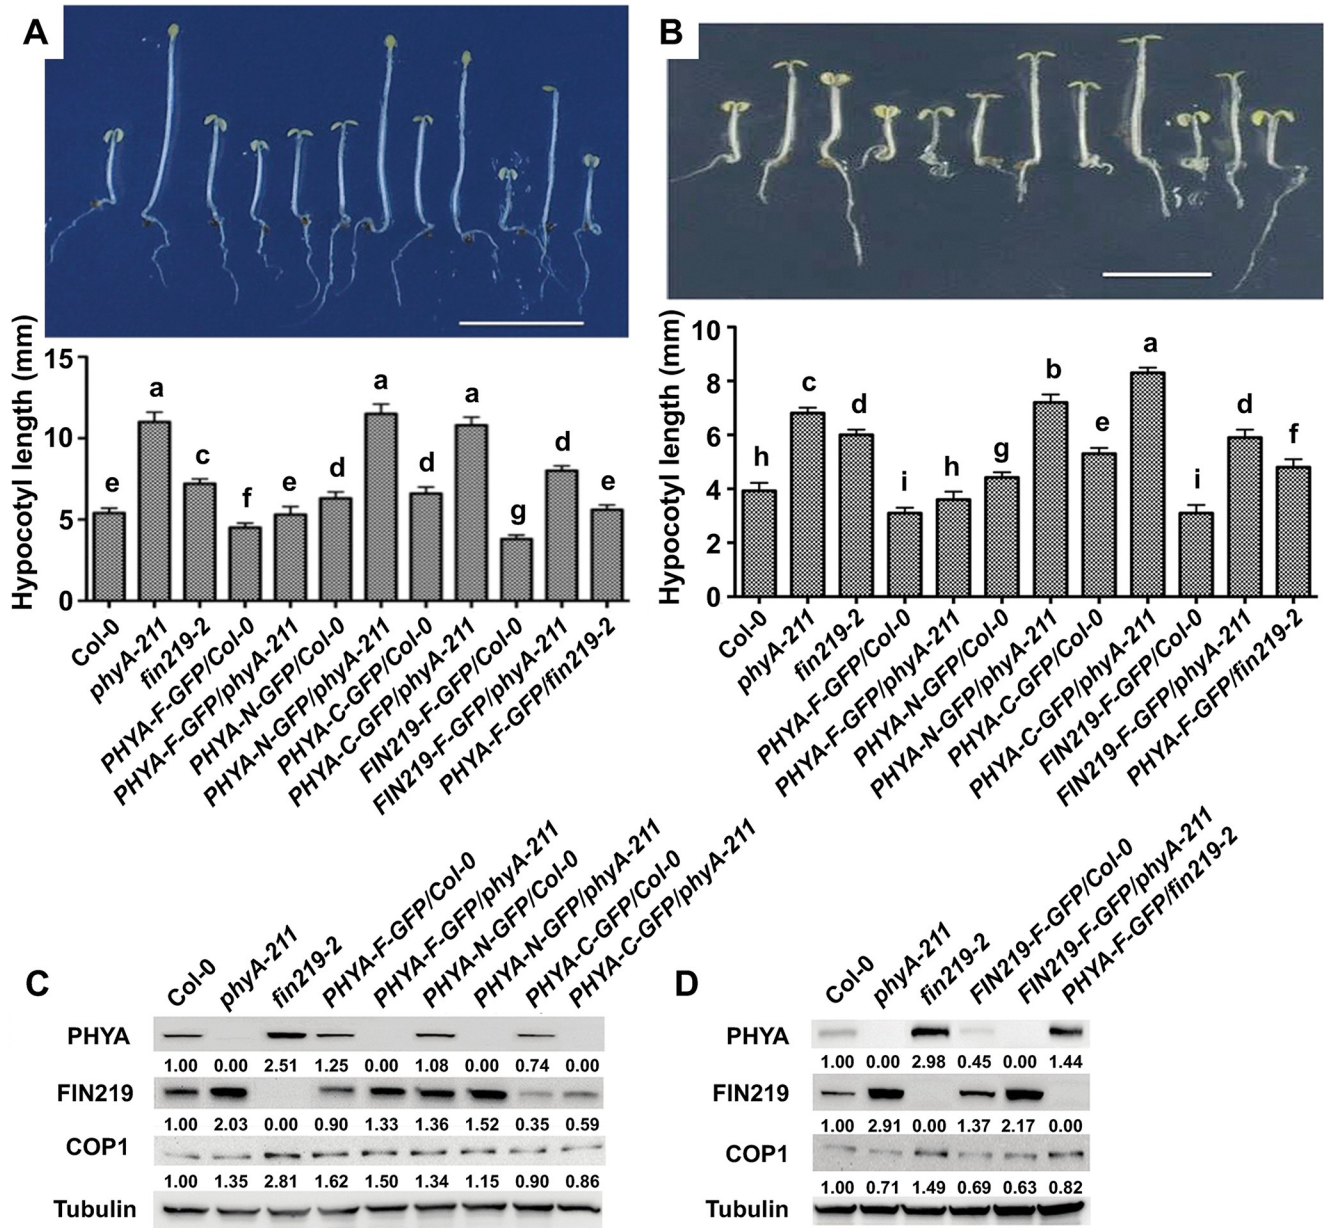 A
B
Hypocotyl length (mm)
15
10
5
0
e
a
c
f
e
d
a
d
a
g
d
e
Col-0
phyA-211
fin219-2
PHYA-F-GFP/Col-0
PHYA-F-GFP/phyA-211
PHYA-N-GFP/Col-0
PHYA-N-GFP/phyA-211
PHYA-C-GFP/Col-0
PHYA-C-GFP/phyA-211
FIN219-F-GFP/Col-0
FIN219-F-GFP/phyA-211
PHYA-F-GFP/fin219-2
Hypocotyl length (mm)
10
8
6
4
2
0
h
c
d
i
h
g
b
e
a
i
d
f
Col-0
phyA-211
fin219-2
PHYA-F-GFP/Col-0
PHYA-F-GFP/phyA-211
PHYA-N-GFP/Col-0
PHYA-N-GFP/phyA-211
PHYA-C-GFP/Col-0
PHYA-C-GFP/phyA-211
FIN219-F-GFP/Col-0
FIN219-F-GFP/phyA-211
PHYA-F-GFP/fin219-2
C
Col-0
phyA-211
fin219-2
PHYA-F-GFP/Col-0
PHYA-F-GFP/phyA-211
PHYA-N-GFP/Col-0
PHYA-N-GFP/phyA-211
PHYA-C-GFP/Col-0
PHYA-C-GFP/phyA-211
PHYA
1.00 0.00 2.51 1.25 0.00 1.08 0.00 0.74 0.00
FIN219
1.00 2.03 0.00 0.90 1.33 1.36 1.52 0.35 0.59
COP1
1.00 1.35 2.81 1.62 1.50 1.34 1.15 0.90 0.86
Tubulin
D
Col-0
phyA-211
fin219-2
FIN219-F-GFP/Col-0
FIN219-F-GFP/phyA-211
PHYA-F-GFP/fin219-2
PHYA
1.00 0.00 2.98 0.45 0.00 1.44
FIN219
1.00 2.91 0.00 1.37 2.17 0.00
COP1
1.00 0.71 1.49 0.69 0.63 0.82
Tubulin